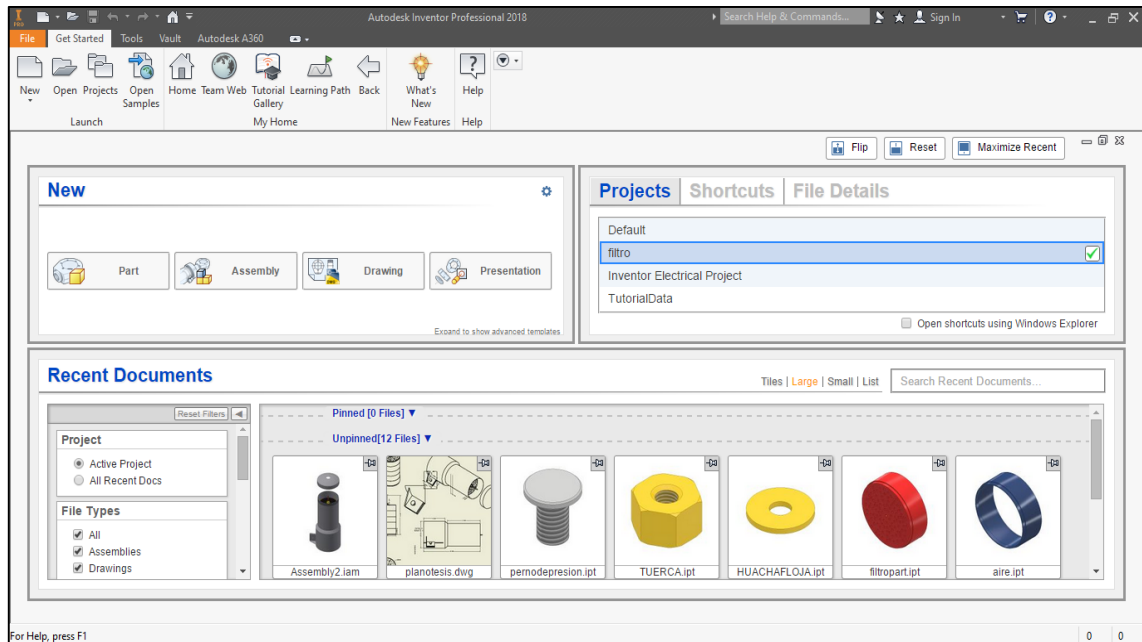 PRO
Autodesk Inventor Professional 2018
Search Help & Commands...
Sign In
File
Get Started
Tools
Vault
Autodesk A360
New
Open
Projects
Open Samples
Home
Team Web
Tutorial Gallery
Learning Path
Back
What's New
Help
Launch
My Home
New Features
Help
Flip
Reset
Maximize Recent
New
Part
Assembly
Drawing
Presentation
Expand to show advanced templates
Projects
Shortcuts
File Details
Default
filtro
Inventor Electrical Project
TutorialData
Open shortcuts using Windows Explorer
Recent Documents
Tiles | Large | Small | List
Search Recent Documents...
Reset Filters
Project
Active Project
All Recent Docs
File Types
All
Assemblies
Drawings
Pinned [0 Files] ▼
Unpinned[12 Files] ▼
Assembly2.iam
planotesis.dwg
pernodepresion.ipt
TUERCA.ipt
HUACHAFLOJA.ipt
filtropart.ipt
aire.ipt
For Help, press F1
0 0